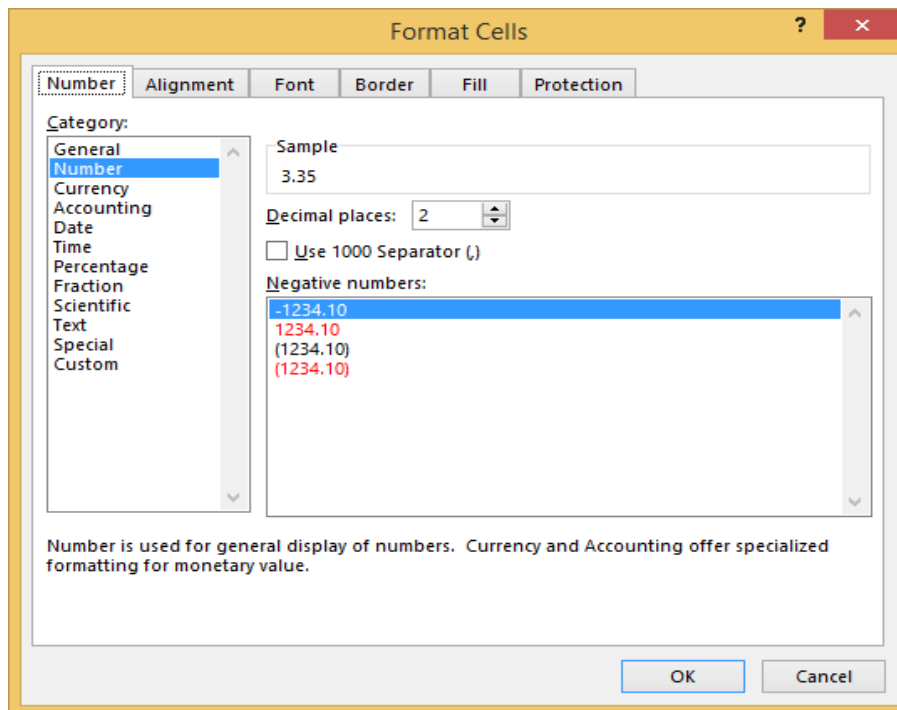 Format Cells
?
Number
Alignment
Font
Border
Fill
Protection
Category:
General
Number
Currency
Accounting
Date
Time
Percentage
Fraction
Scientific
Text
Special
Custom
Sample
3.35
Decimal places: 2
Use 1000 Separator (,)
Negative numbers:
-1234.10
1234.10
(1234.10)
(1234.10)
Number is used for general display of numbers. Currency and Accounting offer specialized
formatting for monetary value.
OK
Cancel